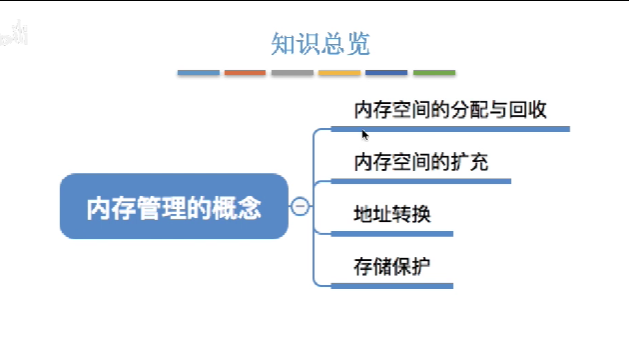 知识总览
内存空间的分配与回收
内存空间的扩充
内存管理的概念
地址转换
存储保护